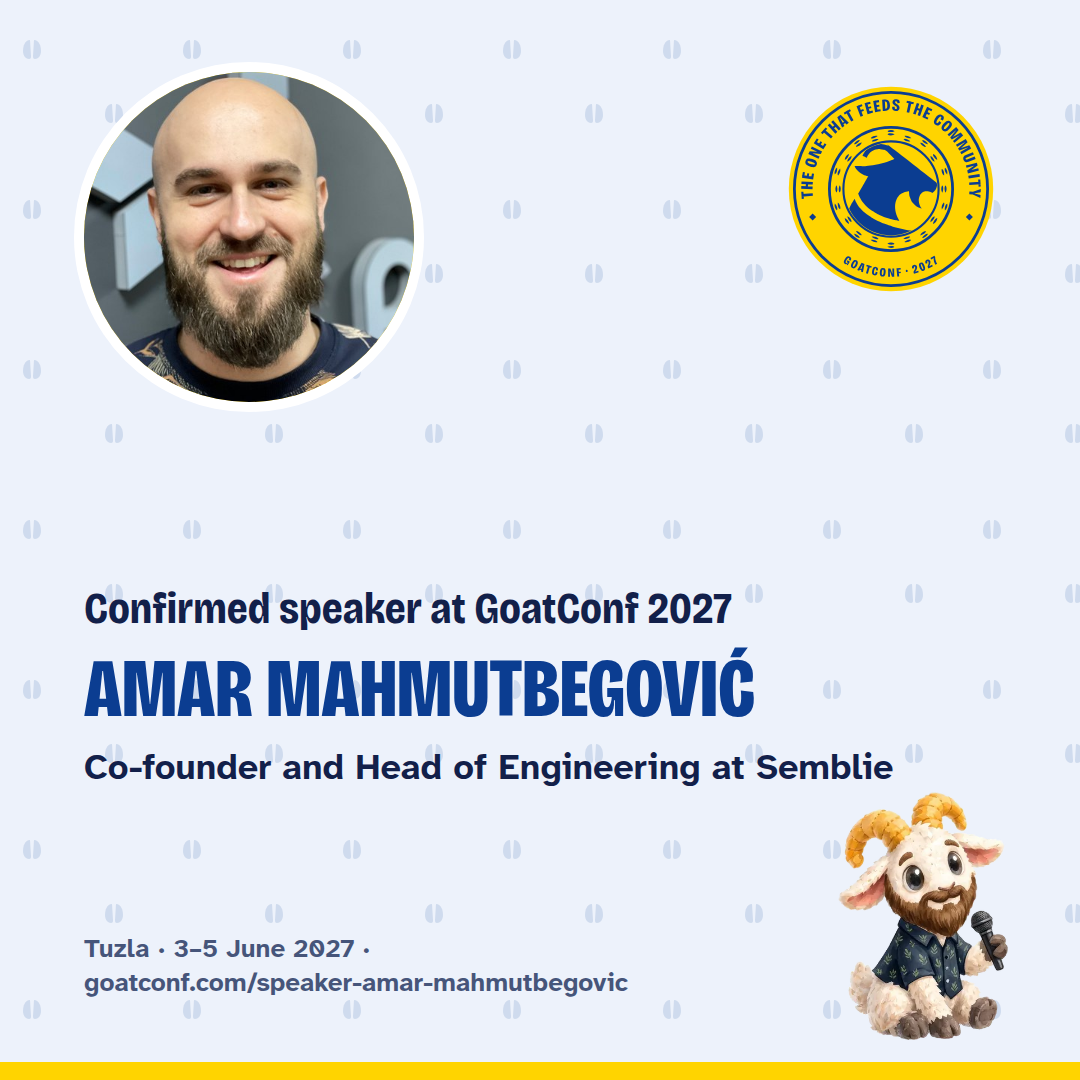 THE ONE THAT FEEDS THE COMMUNITY
GOATCONF · 2027
Confirmed speaker at GoatConf 2027
AMAR MAHMUTBEGOVIĆ
Co-founder and Head of Engineering at Semblie
Tuzla · 3–5 June 2027 ·
goatconf.com/speaker-amar-mahmutbegovic